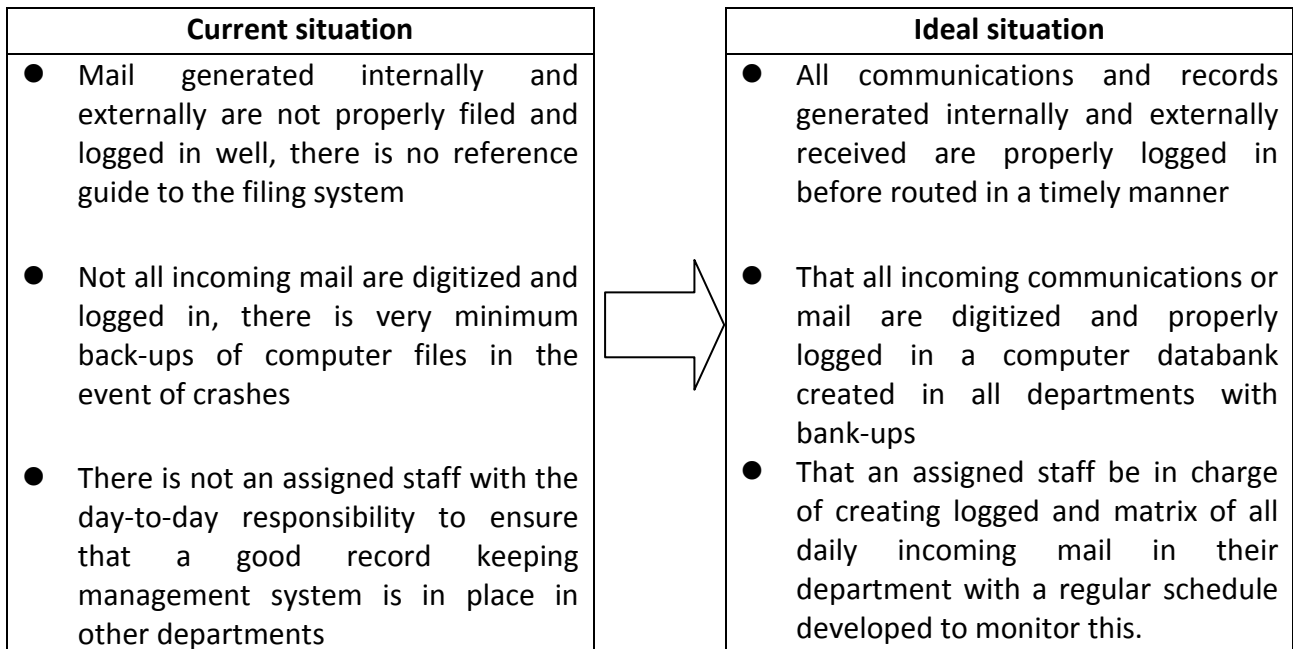 Current situation
● Mail generated internally and
externally are not properly filed and
logged in well, there is no reference
guide to the filing system
● Not all incoming mail are digitized and
logged in, there is very minimum
back-ups of computer files in the
event of crashes
● There is not an assigned staff with the
day-to-day responsibility to ensure
that a good record keeping
management system is in place in
other departments
Ideal situation
● All communications and records
generated internally and externally
received are properly logged in
before routed in a timely manner
● That all incoming communications or
mail are digitized and properly
logged in a computer databank
created in all departments with
bank-ups
● That an assigned staff be in charge
of creating logged and matrix of all
daily incoming mail in their
department with a regular schedule
developed to monitor this.